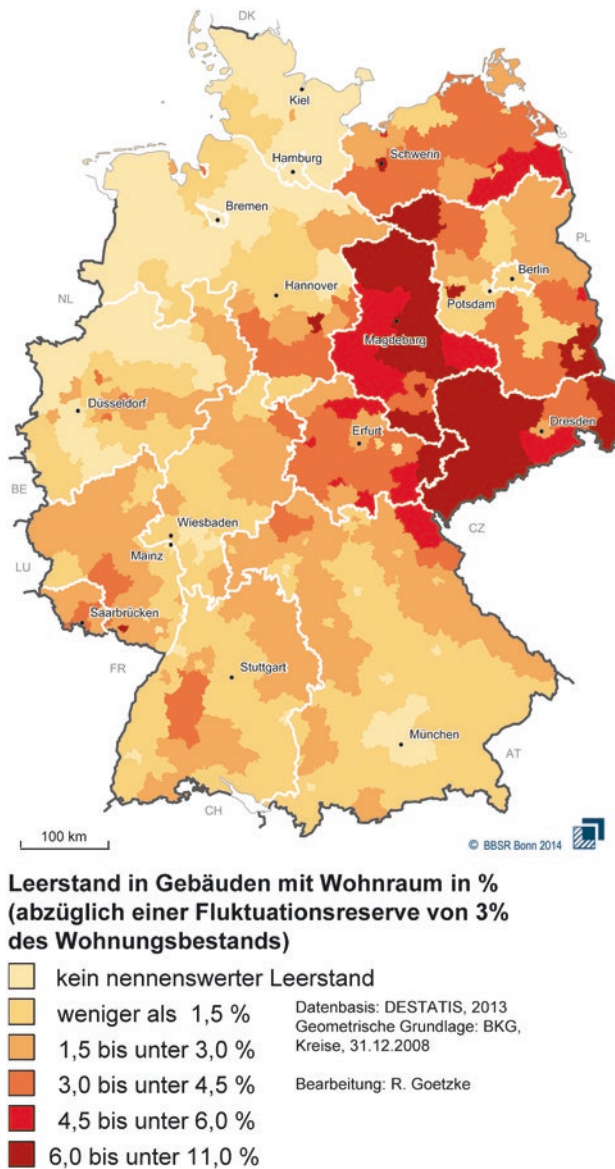 DK
Kiel
Schwerin
Hamburg
Bremen
PL
Berlin
Hannover
Potsdam
NL
Magdeburg
Düsseldorf
Dresden
Erfurt
BE
CZ
Wiesbaden
LU
Mainz
Saarbrücken
FR
Stuttgart
München
AT
CH
100 km
© BBSR Bonn 2014
Leerstand in Gebäuden mit Wohnraum in %
(abzüglich einer Fluktuationsreserve von 3%
des Wohnungsbestands)
kein nennenswerter Leerstand
weniger als 1,5 %
1,5 bis unter 3,0 %
3,0 bis unter 4,5 %
4,5 bis unter 6,0 %
6,0 bis unter 11,0 %
Datenbasis: DESTATIS, 2013
Geometrische Grundlage: BKG,
Kreise, 31.12.2008
Bearbeitung: R. Goetzke